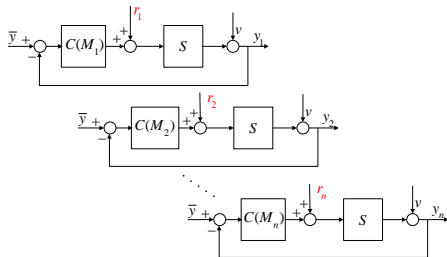 r₁
y̅ + − C(M₁) + + S v y₁
r₂
y̅ + − C(M₂) + + S v y₂
. . . . .
rₙ
y̅ + − C(Mₙ) + + S v yₙ